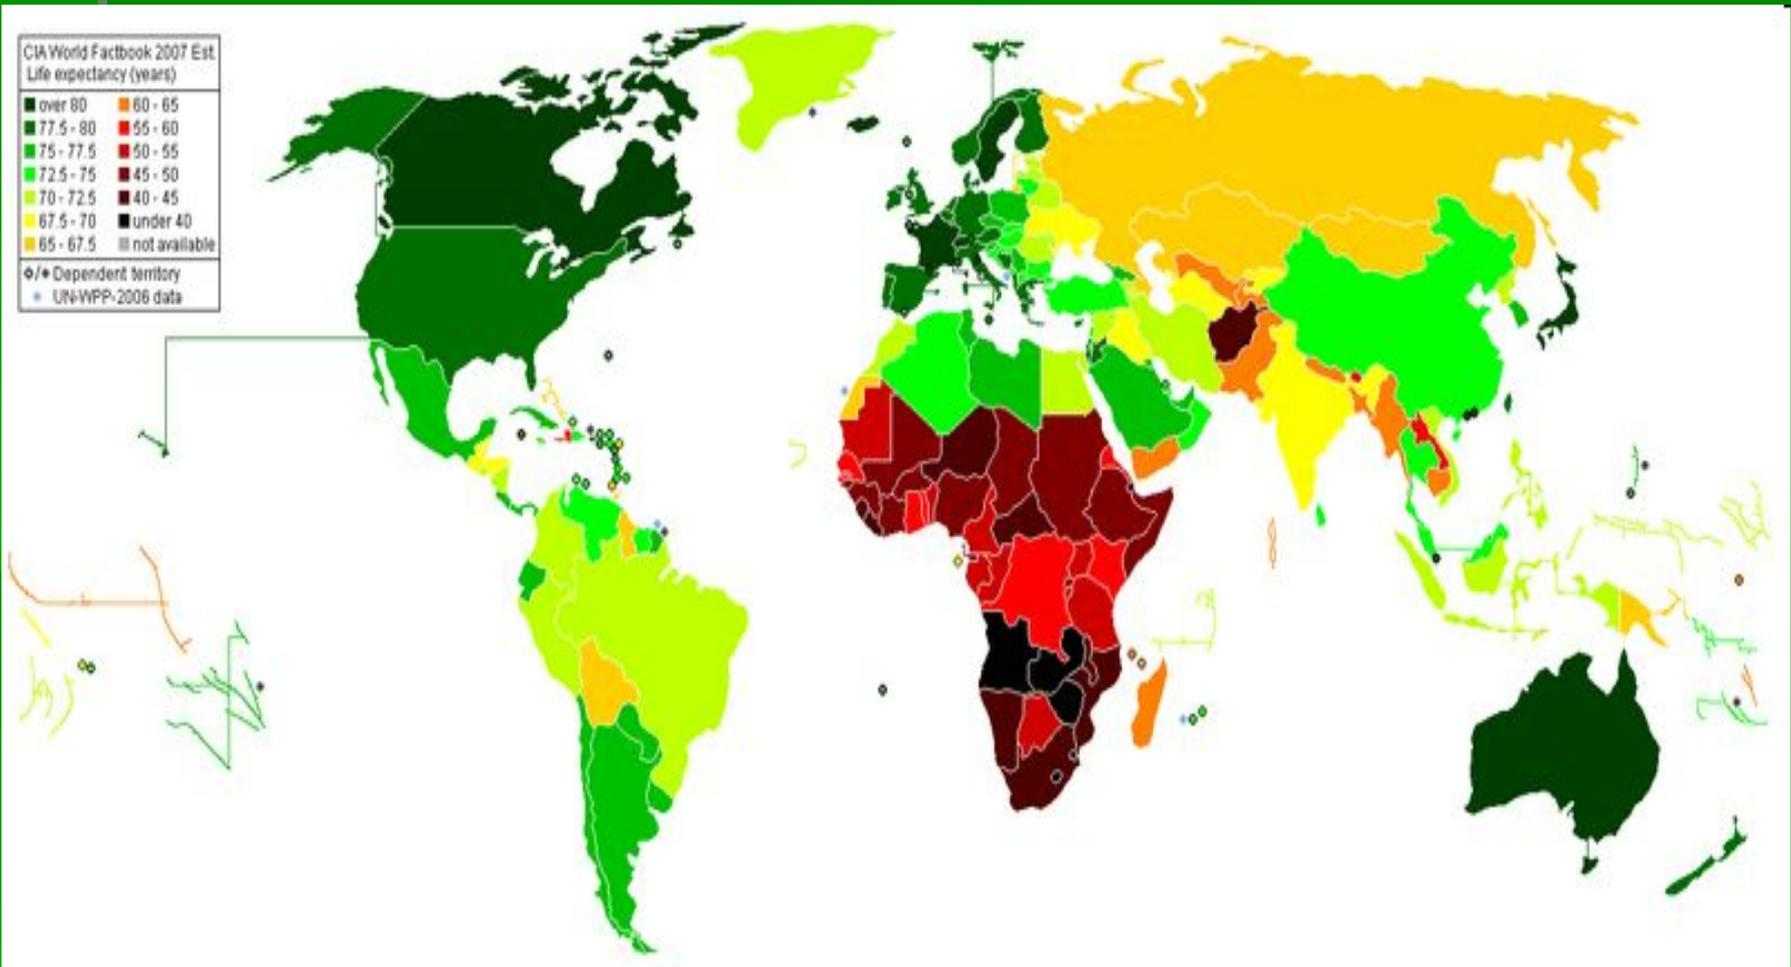 CIA World Factbook 2007 Est.
Life expectancy (years)
over 80
77.5 - 80
75 - 77.5
72.5 - 75
70 - 72.5
67.5 - 70
65 - 67.5
60 - 65
55 - 60
50 - 55
45 - 50
40 - 45
under 40
not available
Dependent territory
UN-WPP-2006 data